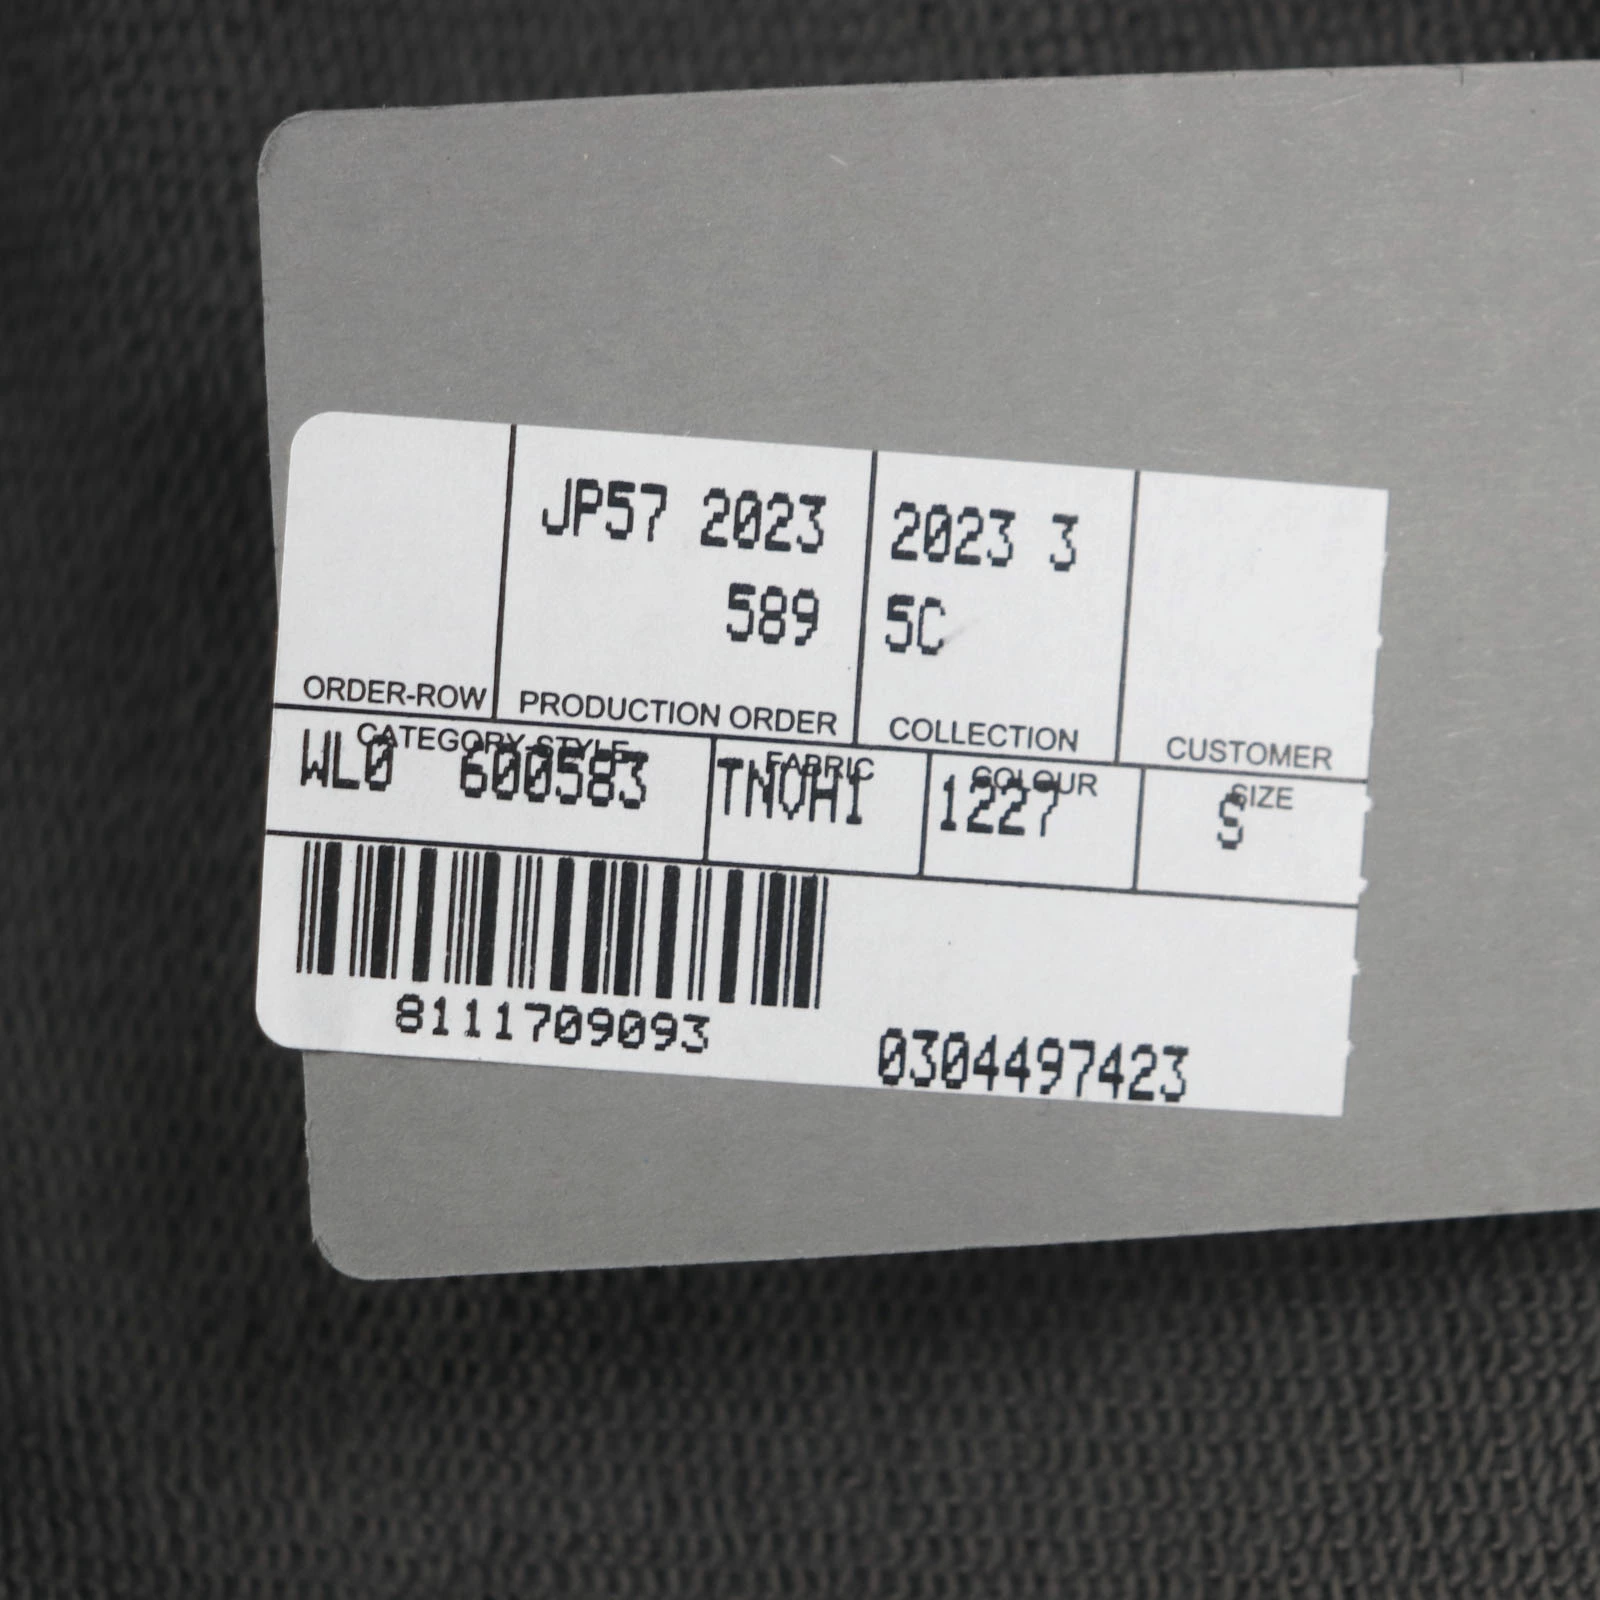 JP57 2023
589
2023 3
5C
ORDER-ROW
PRODUCTION ORDER
COLLECTION
CUSTOMER
CATEGORY-STYLE
WL0 600583
FABRIC
TNOH1
COLOUR
1227
SIZE
S
8111709093
0304497423